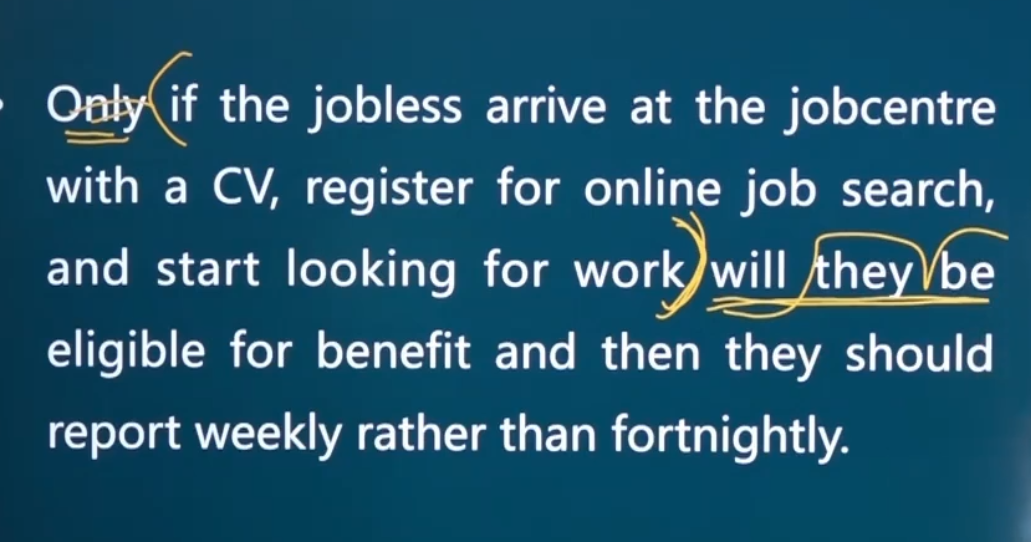 Only if the jobless arrive at the jobcentre
with a CV, register for online job search,
and start looking for work will they be
eligible for benefit and then they should
report weekly rather than fortnightly.